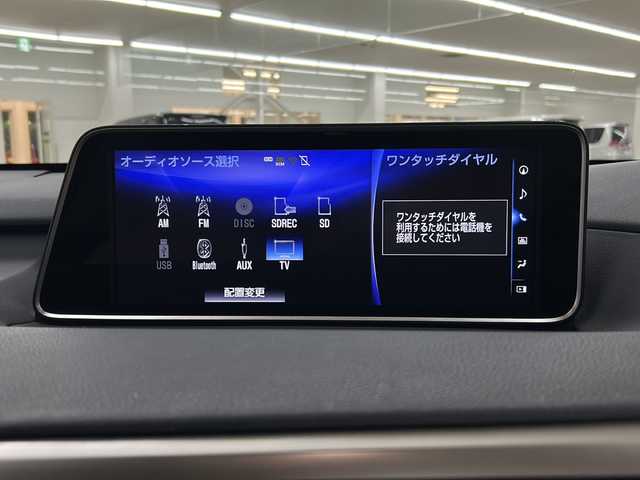 オーディオソース選択
ワンタッチダイヤル
AM
FM
DISC
SDREC
SD
USB
Bluetooth
AUX
TV
配置変更
ワンタッチダイヤルを
利用するためには電話機を
接続してください